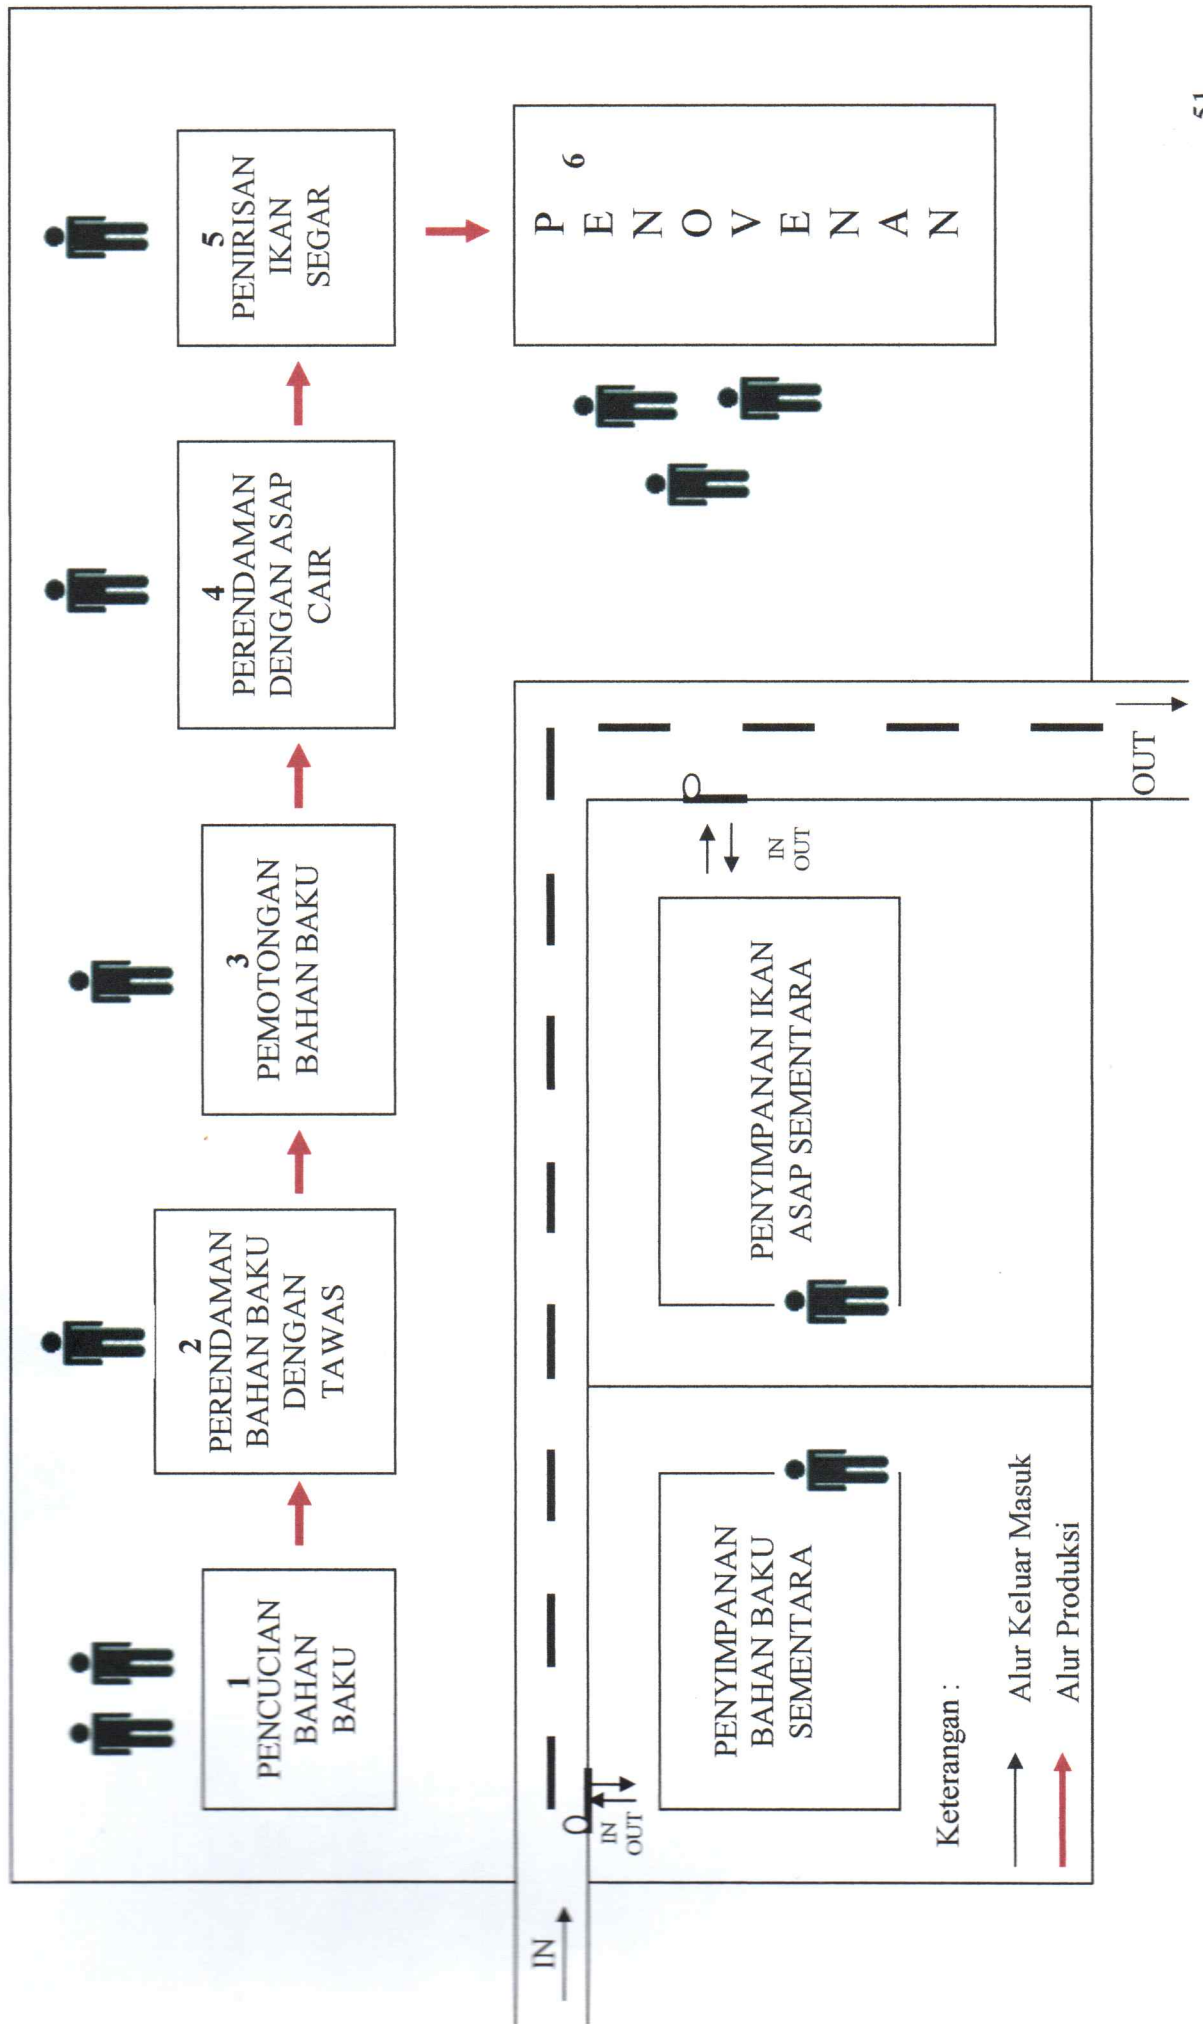 1
PENCUCIAN
BAHAN
BAKU
2
PERENDAMAN
BAHAN BAKU
DENGAN
TAWAS
3
PEMOTONGAN
BAHAN BAKU
4
PERENDAMAN
DENGAN ASAP
CAIR
5
PENIRISAN
IKAN
SEGAR
6
P
E
N
O
V
E
N
A
N
IN
IN
OUT
PENYIMPANAN
BAHAN BAKU
SEMENTARA
PENYIMPANAN IKAN
ASAP SEMENTARA
IN
OUT
OUT
Keterangan :
Alur Keluar Masuk
Alur Produksi
51